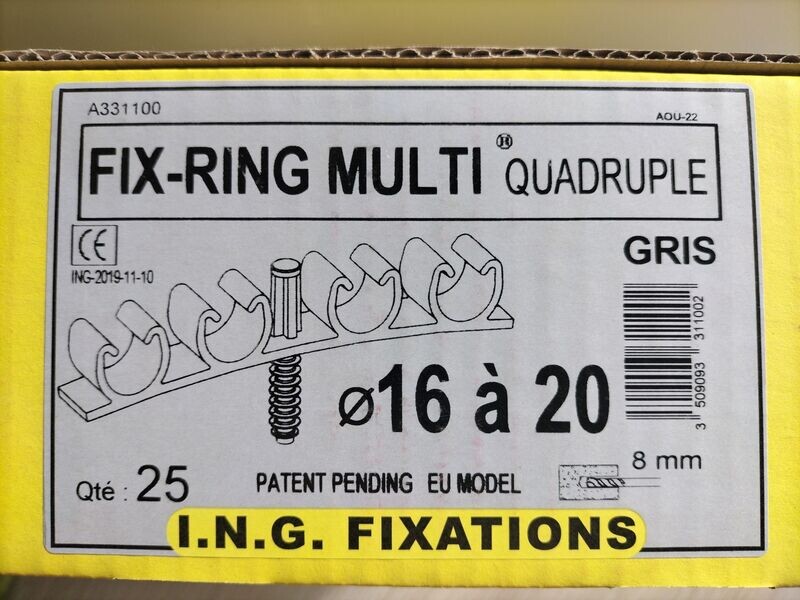 A331100
AOU-22
FIX-RING MULTI® QUADRUPLE
CE
GRIS
ING-2019-11-10
ø16 à 20
3 509093 311002
8 mm
Qté : 25
PATENT PENDING EU MODEL
I.N.G. FIXATIONS